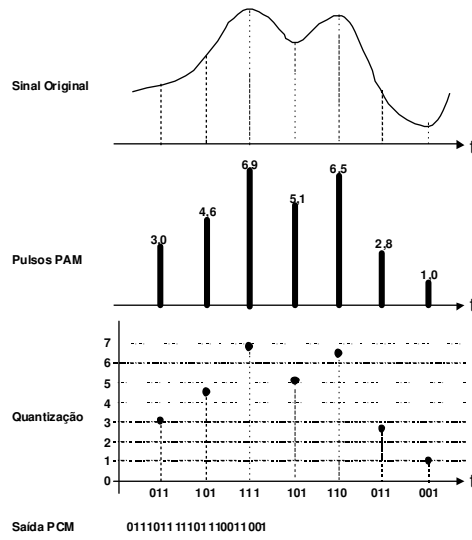 Sinal Original
t
6,9
6,5
5,1
4,6
3,0
2,8
1,0
Pulsos PAM
t
7
6
5
4
3
2
1
0
Quantização
t
011 101 111 101 110 011 001
Saída PCM 011101111101110011001